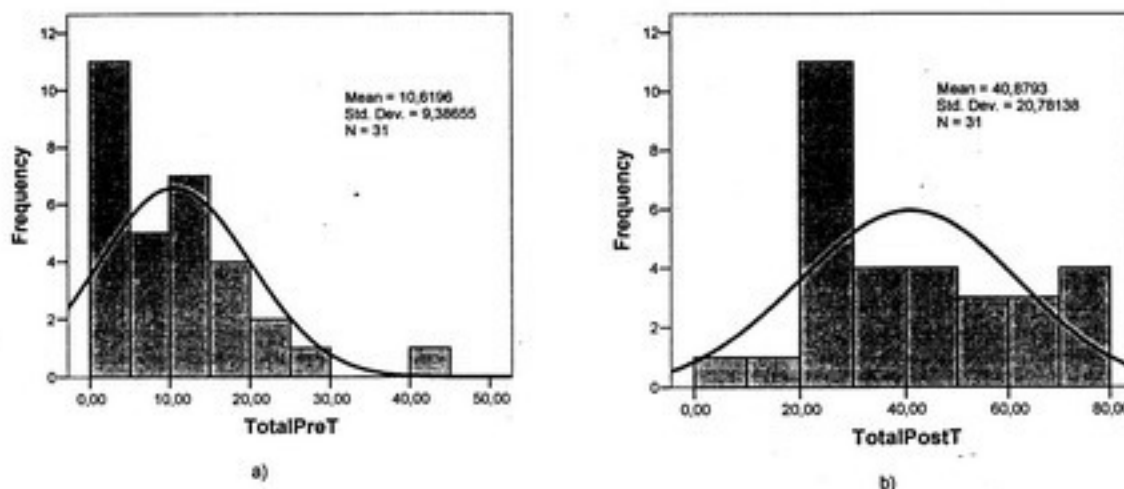 12
10
8
6
4
2
0
Frequency
Mean = 10,6196
Std. Dev. = 9,38655
N = 31
0,00 10,00 20,00 30,00 40,00 50,00
TotalPreT
a)
12
10
8
6
4
2
0
Frequency
Mean = 40,8793
Std. Dev. = 20,78138
N = 31
0,00 20,00 40,00 60,00 80,00
TotalPostT
b)